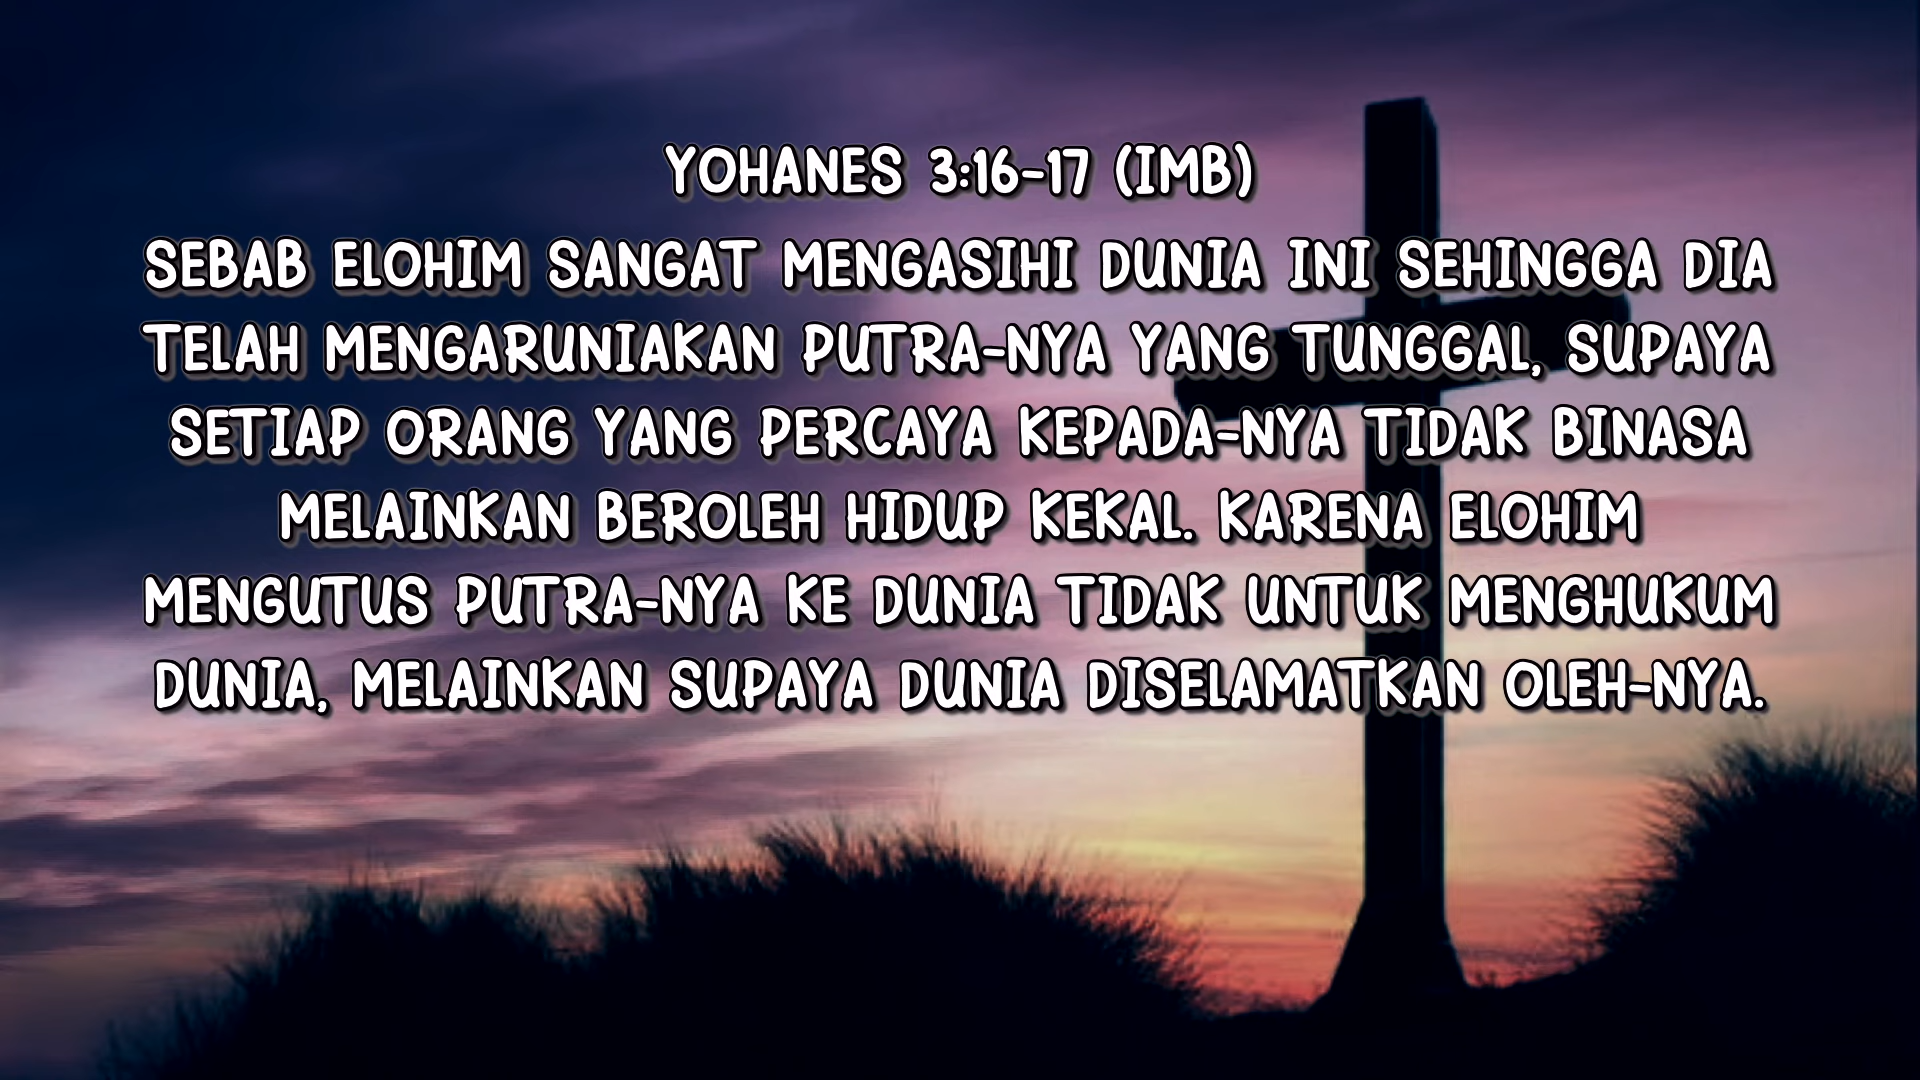 YOHANES 3:16-17 (IMB)
SEBAB ELOHIM SANGAT MENGASIHI DUNIA INI SEHINGGA DIA
TELAH MENGARUNIAKAN PUTRA-NYA YANG TUNGGAL, SUPAYA
SETIAP ORANG YANG PERCAYA KEPADA-NYA TIDAK BINASA
MELAINKAN BEROLEH HIDUP KEKAL. KARENA ELOHIM
MENGUTUS PUTRA-NYA KE DUNIA TIDAK UNTUK MENGHUKUM
DUNIA, MELAINKAN SUPAYA DUNIA DISELAMATKAN OLEH-NYA.